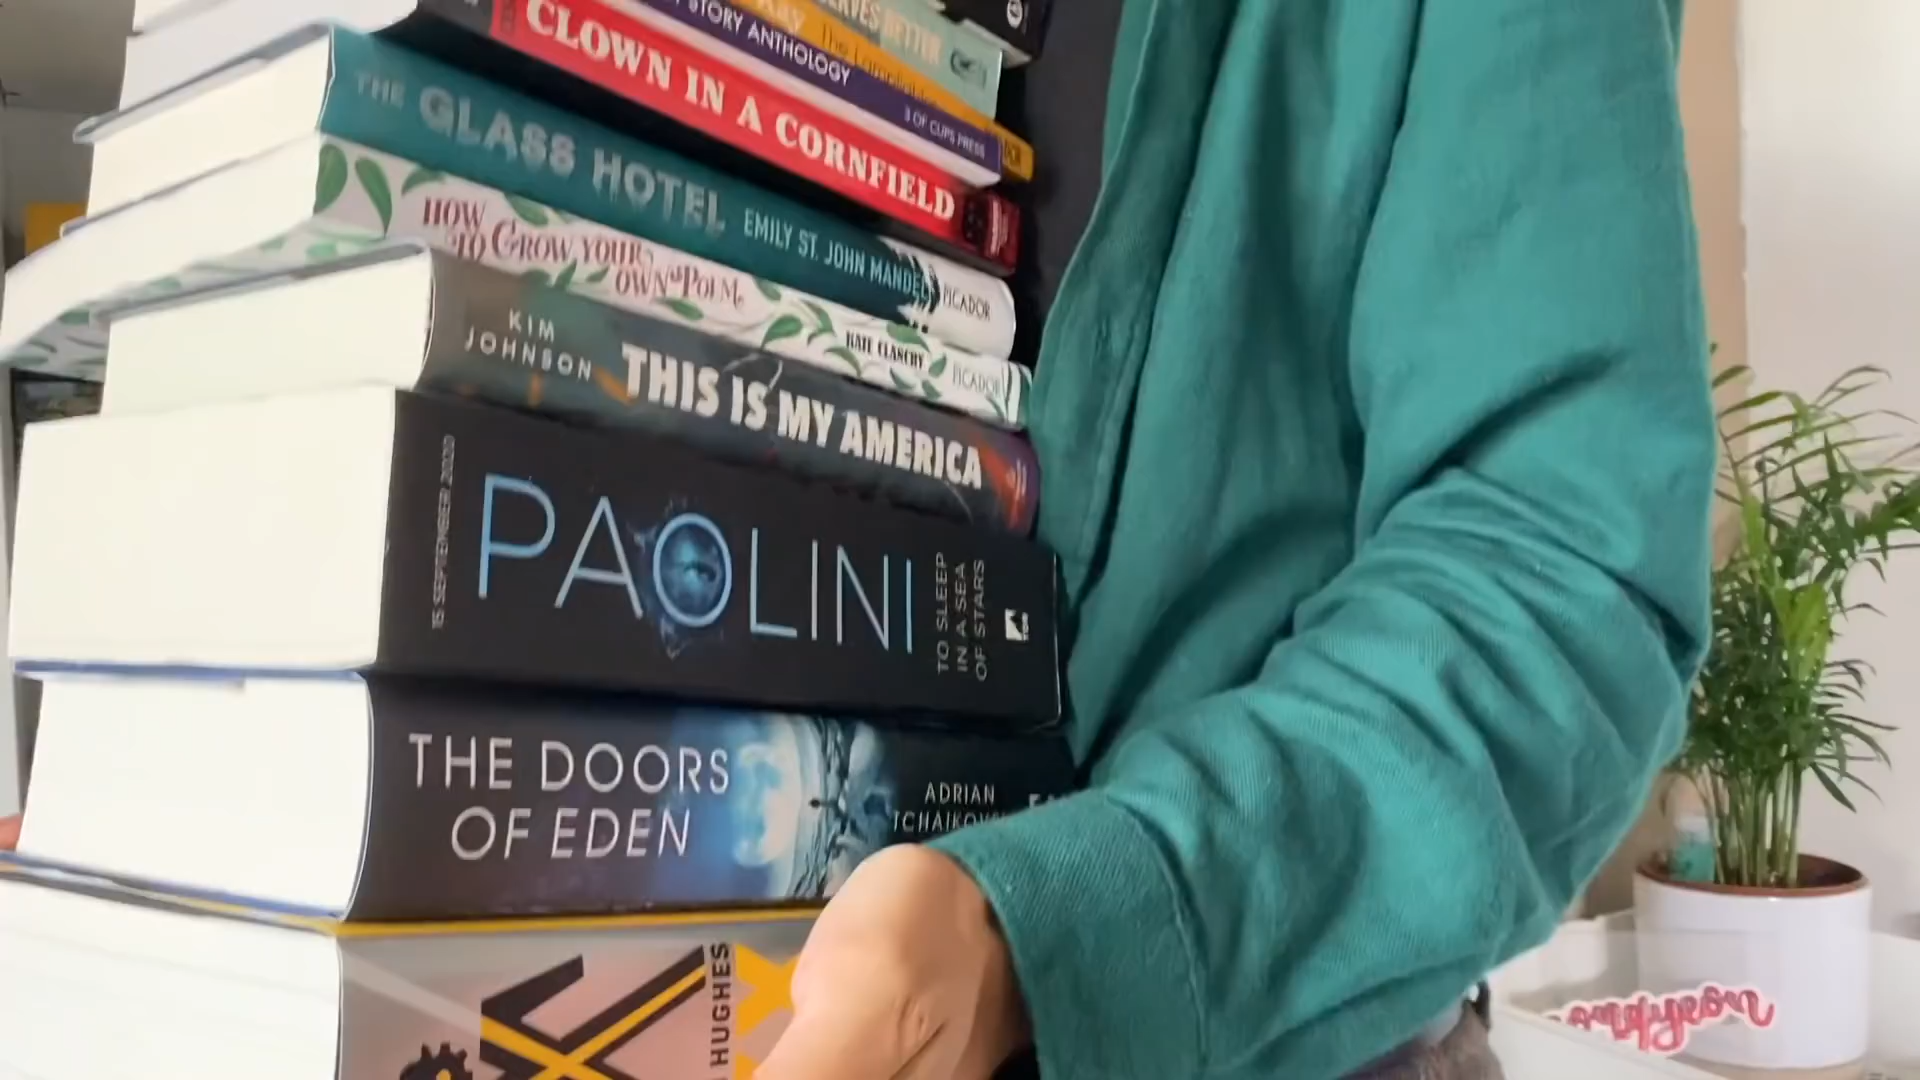 STORY ANTHOLOGY
3 OF CUPS PRESS
CLOWN IN A CORNFIELD
THE GLASS HOTEL
EMILY ST. JOHN MANDEL
PICADOR
HOW TO GROW YOUR OWN POEM
KATE CLANCHY
PICADOR
KIM JOHNSON
THIS IS MY AMERICA
15 SEPTEMBER 2020
PAOLINI
TO SLEEP
IN A SEA
OF STARS
TOR
THE DOORS
OF EDEN
ADRIAN
HUGHES